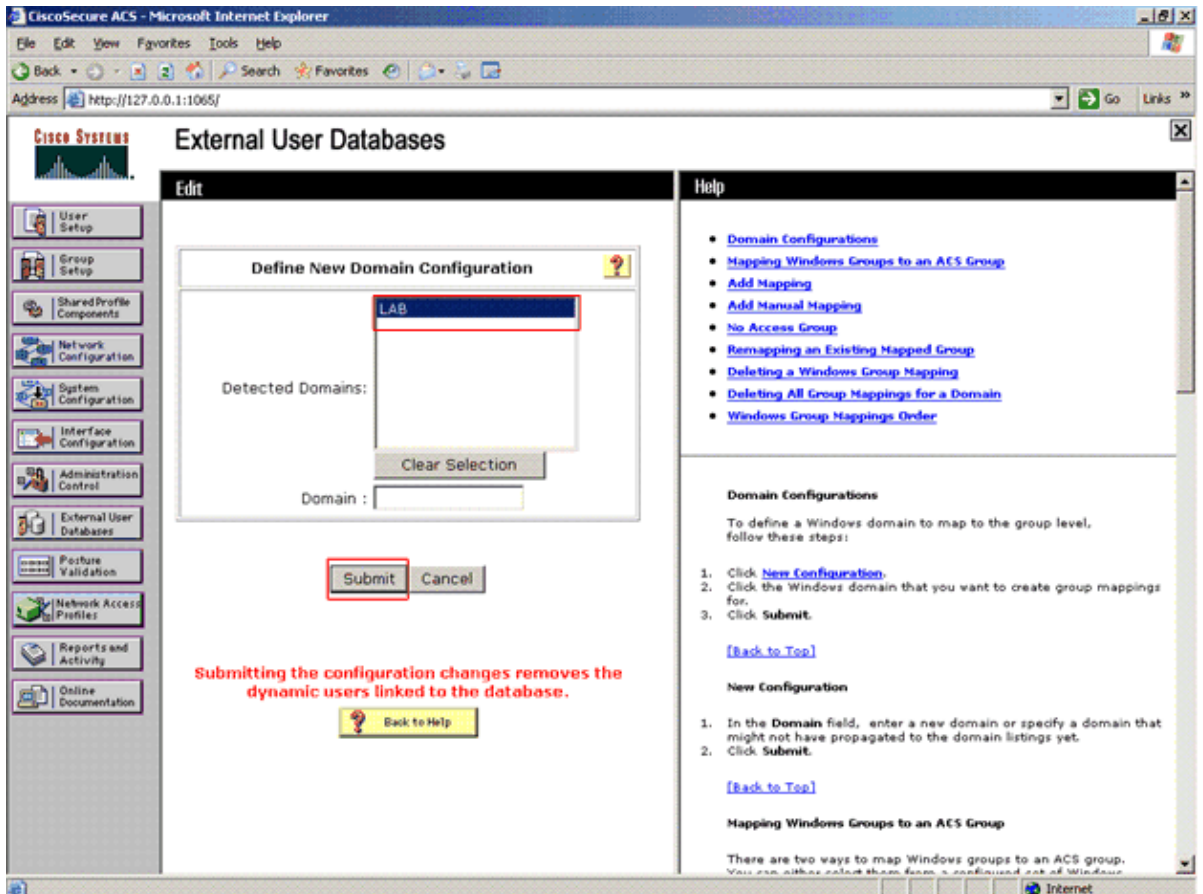 CiscoSecure ACS - Microsoft Internet Explorer
File Edit View Favorites Tools Help
Back Search Favorites
Address http://127.0.0.1:1065/ Go Links »
CISCO SYSTEMS
External User Databases
Edit
User Setup
Group Setup
Shared Profile Components
Network Configuration
System Configuration
Interface Configuration
Administration Control
External User Databases
Posture Validation
Network Access Profiles
Reports and Activity
Online Documentation
Define New Domain Configuration
LAB
Detected Domains:
Clear Selection
Domain :
Submit Cancel
Submitting the configuration changes removes the
dynamic users linked to the database.
Back to Help
Help
Domain Configurations
Mapping Windows Groups to an ACS Group
Add Mapping
Add Manual Mapping
No Access Group
Remapping an Existing Mapped Group
Deleting a Windows Group Mapping
Deleting All Group Mappings for a Domain
Windows Group Mappings Order
Domain Configurations
To define a Windows domain to map to the group level,
follow these steps:
1. Click New Configuration.
2. Click the Windows domain that you want to create group mappings
for.
3. Click Submit.
[Back to Top]
New Configuration
1. In the Domain field, enter a new domain or specify a domain that
might not have propagated to the domain listings yet.
2. Click Submit.
[Back to Top]
Mapping Windows Groups to an ACS Group
There are two ways to map Windows groups to an ACS group.
You can either select them from a configured set of Windows
Internet